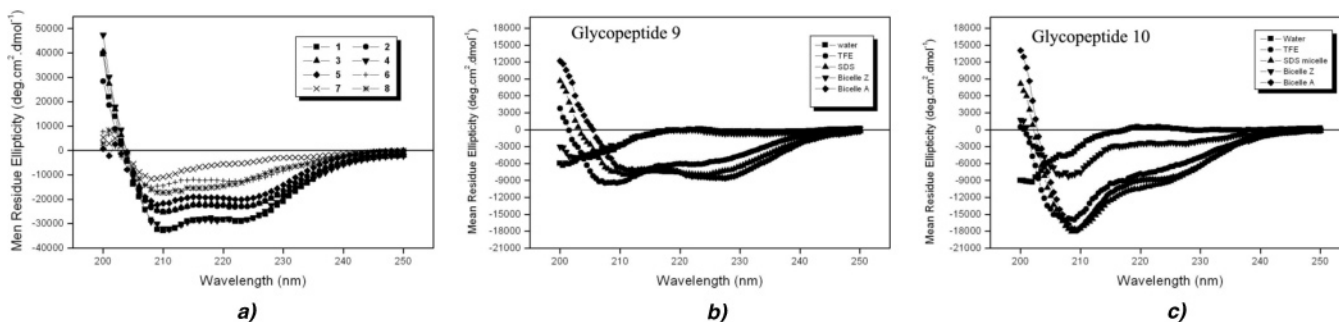 Men Residue Ellipticity (deg.cm².dmol⁻¹)
50000
40000
30000
20000
10000
0
-10000
-20000
-30000
-40000
200 210 220 230 240 250
Wavelength (nm)
1 2
3 4
5 6
7 8
a)
Glycopeptide 9
Mean Residue Ellipticity (deg.cm².dmol⁻¹)
18000
15000
12000
9000
6000
3000
0
-3000
-6000
-9000
-12000
-15000
-18000
-21000
200 210 220 230 240 250
Wavelength (nm)
water
TFE
SDS
Bicelle Z
Bicelle A
b)
Glycopeptide 10
Mean Residue Ellipticity (deg.cm².dmol⁻¹)
18000
15000
12000
9000
6000
3000
0
-3000
-6000
-9000
-12000
-15000
-18000
-21000
200 210 220 230 240 250
Wavelength (nm)
Water
TFE
SDS micelle
Bicelle Z
Bicelle A
c)